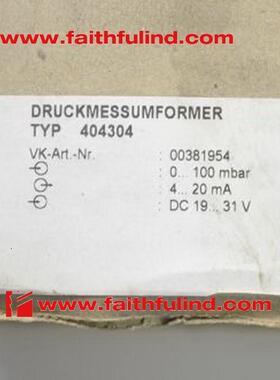 www.faithfulind.com
DRUCKMESSUMFORMER
TYP 404304
VK-Art.-Nr. : 00381954
: 0... 100 mbar
: 4... 20 mA
: DC 19... 31 V
www.faithfulind.com